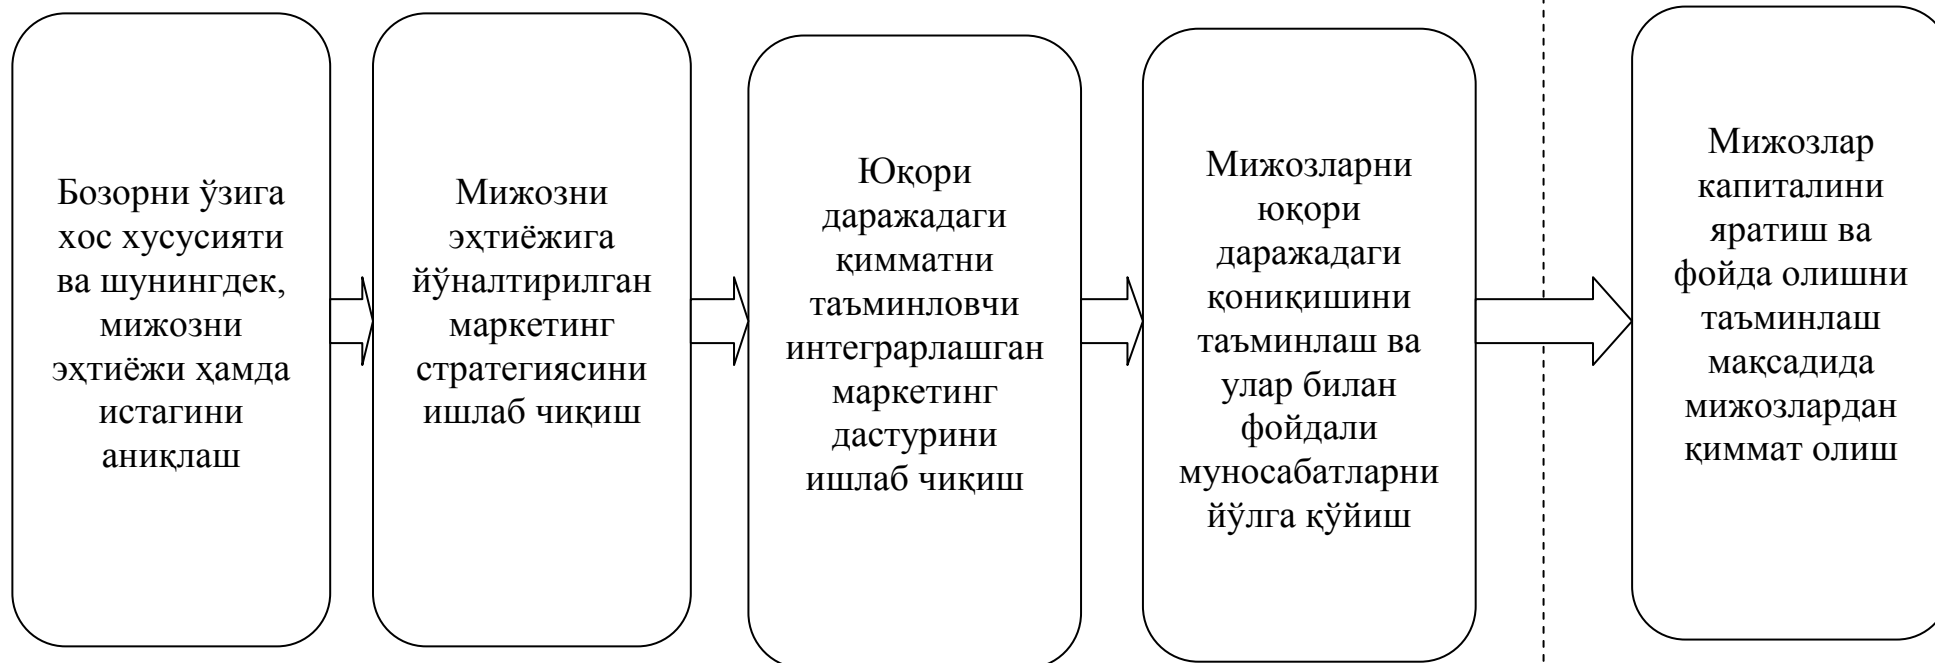 Бозорни ўзига
хос хусусияти
ва шунингдек,
мижозни
эҳтиёжи ҳамда
истагини
аниқлаш
Мижозни
эҳтиёжига
йўналтирилган
маркетинг
стратегиясини
ишлаб чиқиш
Юқори
даражадаги
қимматни
таъминловчи
интеграрлашган
маркетинг
дастурини
ишлаб чиқиш
Мижозларни
юқори
даражадаги
қониқишини
таъминлаш ва
улар билан
фойдали
муносабатларни
йўлга қўйиш
Мижозлар
капиталини
яратиш ва
фойда олишни
таъминлаш
мақсадида
мижозлардан
қиммат олиш